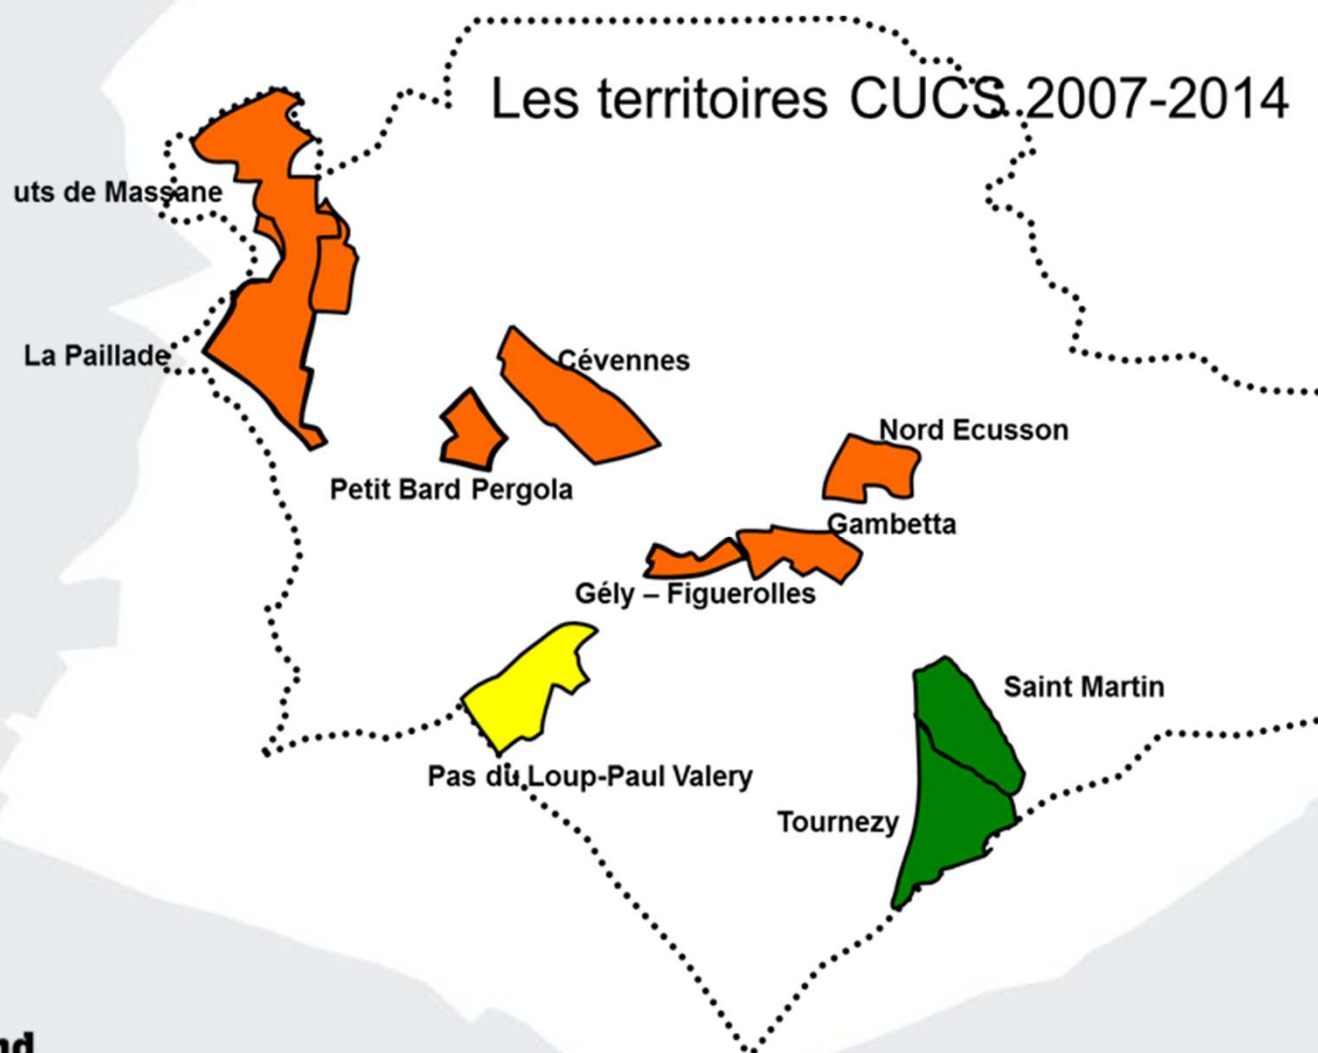 Les territoires CUCS 2007-2014
uts de Massane
La Paillade
Cévennes
Nord Ecusson
Petit Bard Pergola
Gambetta
Gély – Figuerolles
Saint Martin
Pas du Loup-Paul Valery
Tournezy
nd